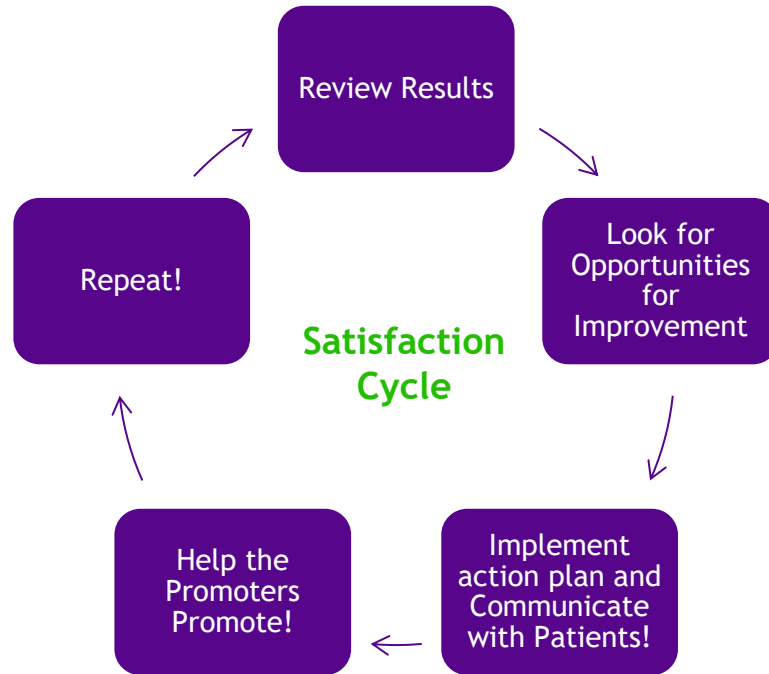 Review Results
Look for
Opportunities
for
Improvement
Implement
action plan and
Communicate
with Patients!
Help the
Promoters
Promote!
Repeat!
Satisfaction
Cycle